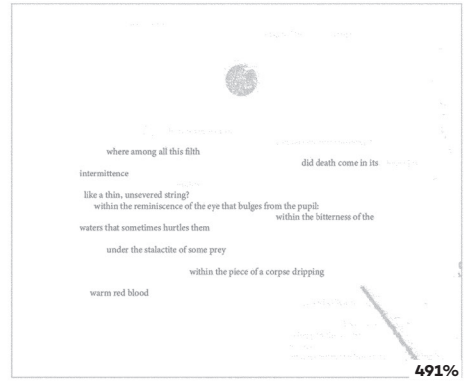 where among all this filth
did death come in its
intermittence
like a thin, unsevered string?
within the reminiscence of the eye that bulges from the pupil:
within the bitterness of the
waters that sometimes hurtles them
under the stalactite of some prey
within the piece of a corpse dripping
warm red blood
491%